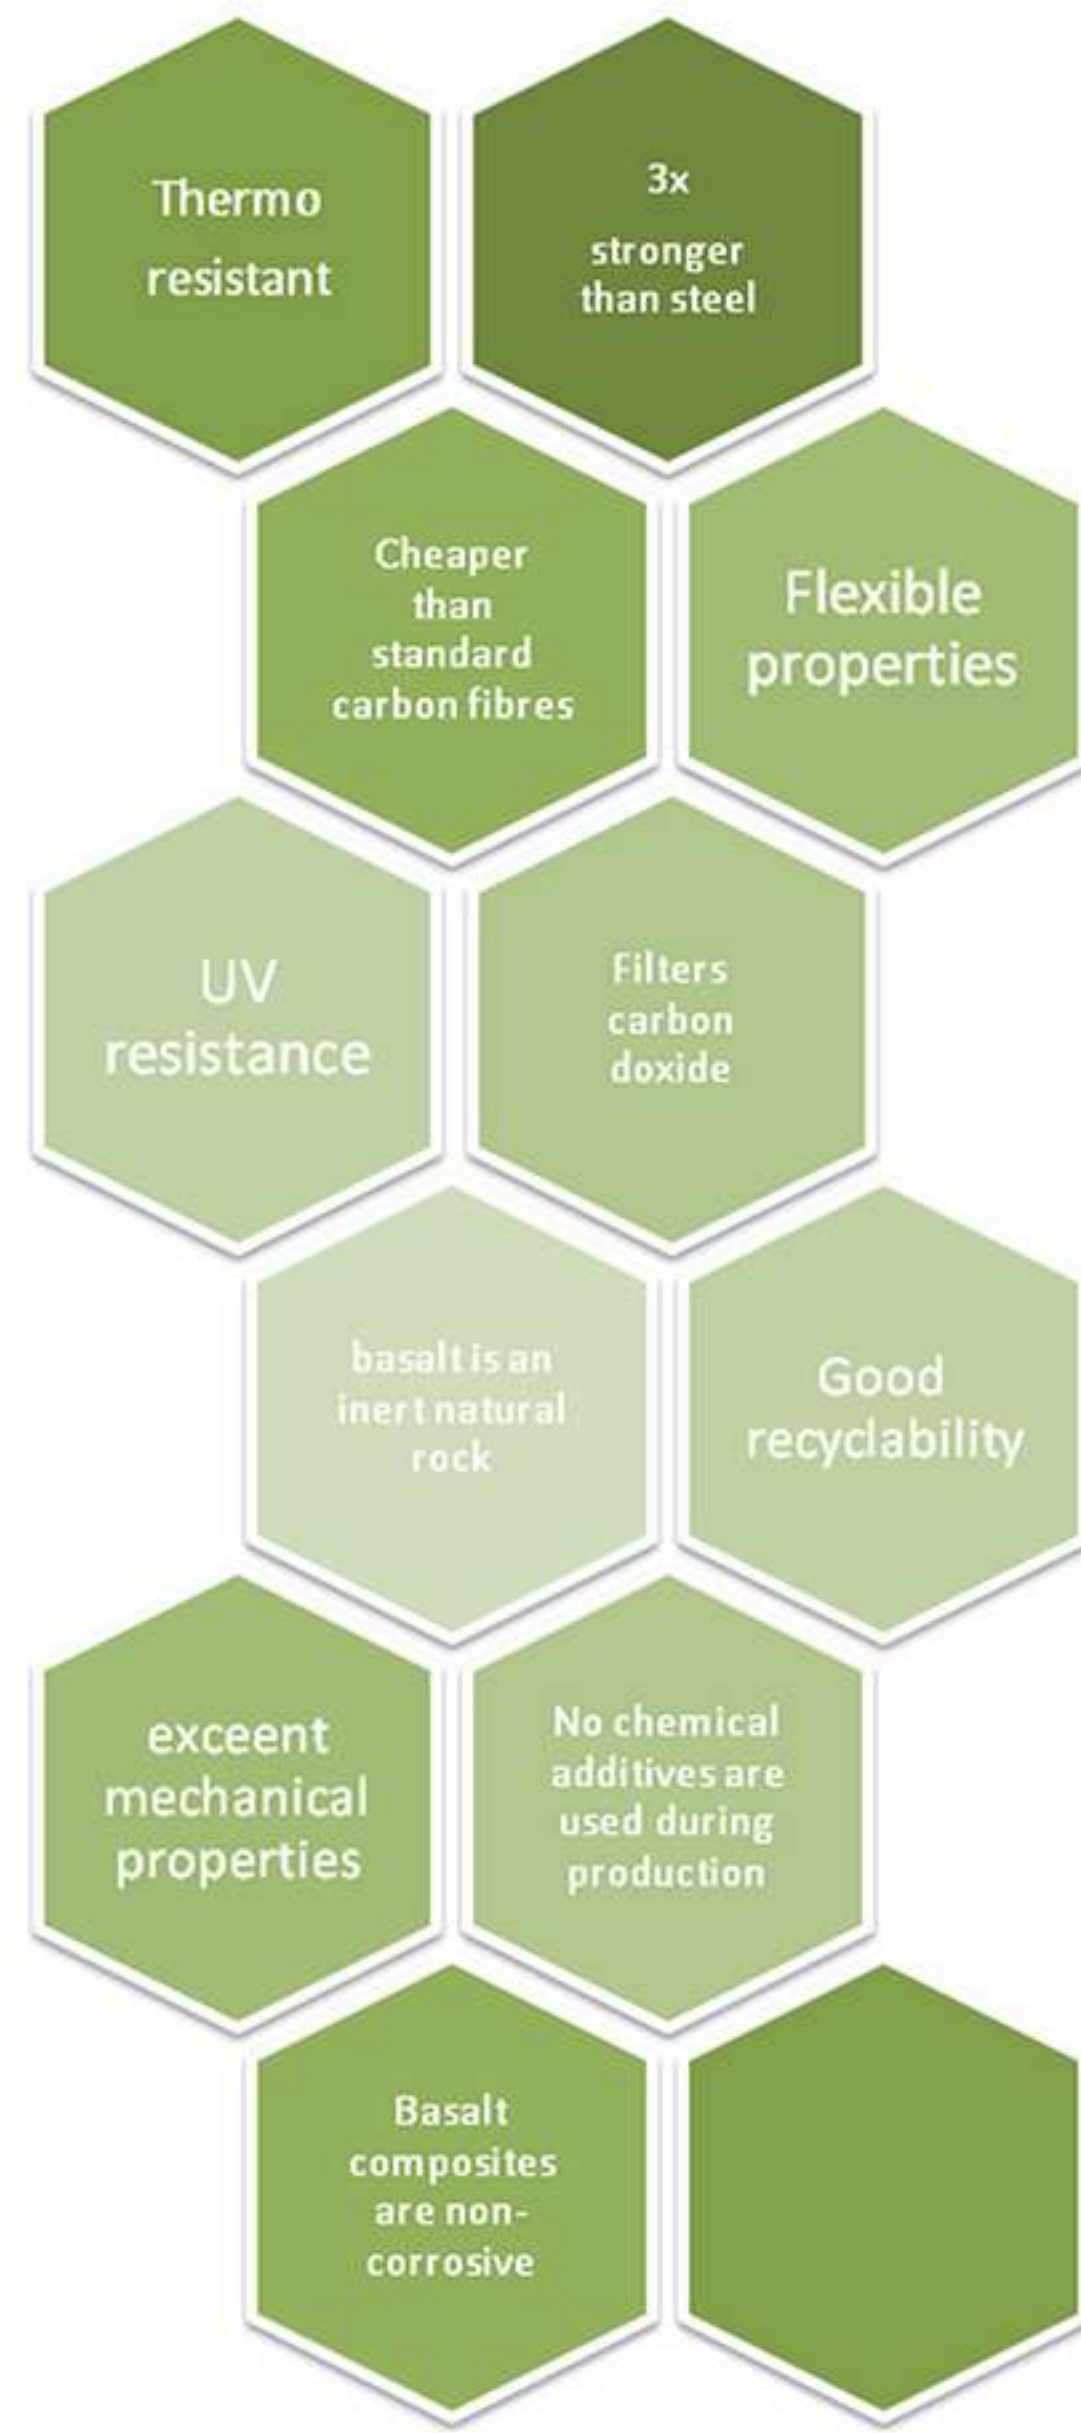 Thermo
resistant
3x
stronger
than steel
Cheaper
than
standard
carbon fibres
Flexible
properties
UV
resistance
Filters
carbon
doxide
basalt is an
inert natural
rock
Good
recyclability
exceent
mechanical
properties
No chemical
additives are
used during
production
Basalt
composites
are non-
corrosive